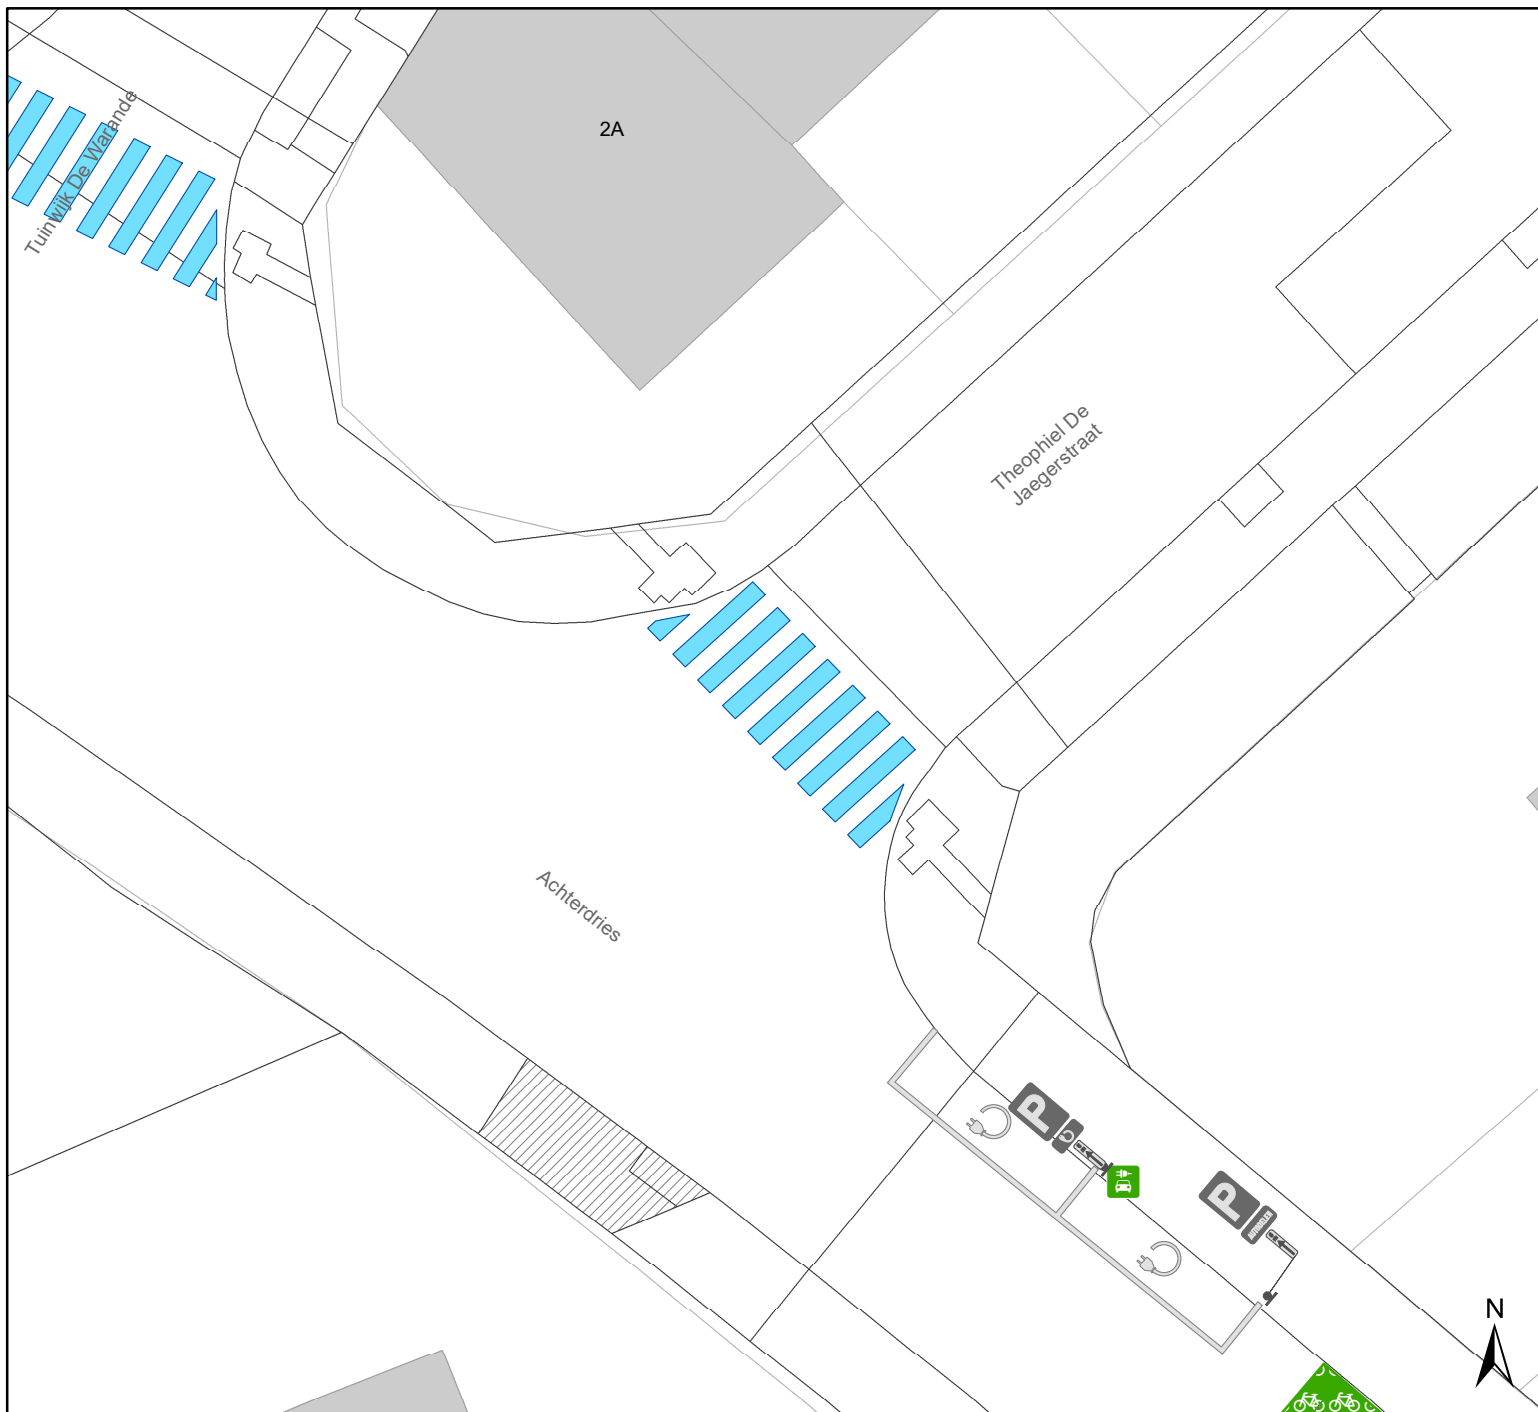 2A
Tuinwijk De Warande
Theophiel De
Jaegerstraat
Achterdries
P
P
N